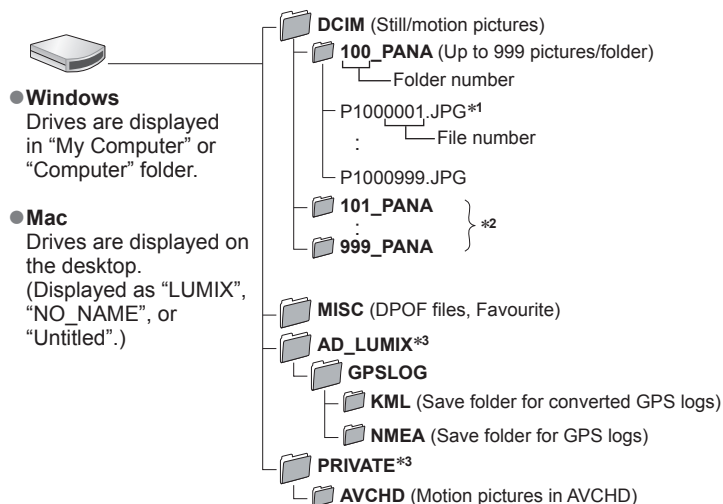 DCIM (Still/motion pictures)
100_PANA (Up to 999 pictures/folder)
Folder number
P1000001.JPG*1
File number
:
P1000999.JPG
101_PANA
:
*2
999_PANA
MISC (DPOF files, Favourite)
AD_LUMIX*3
GPSLOG
KML (Save folder for converted GPS logs)
NMEA (Save folder for GPS logs)
PRIVATE*3
AVCHD (Motion pictures in AVCHD)
●Windows
Drives are displayed
in “My Computer” or
“Computer” folder.
●Mac
Drives are displayed on
the desktop.
(Displayed as “LUMIX”,
“NO_NAME”, or
“Untitled”.)